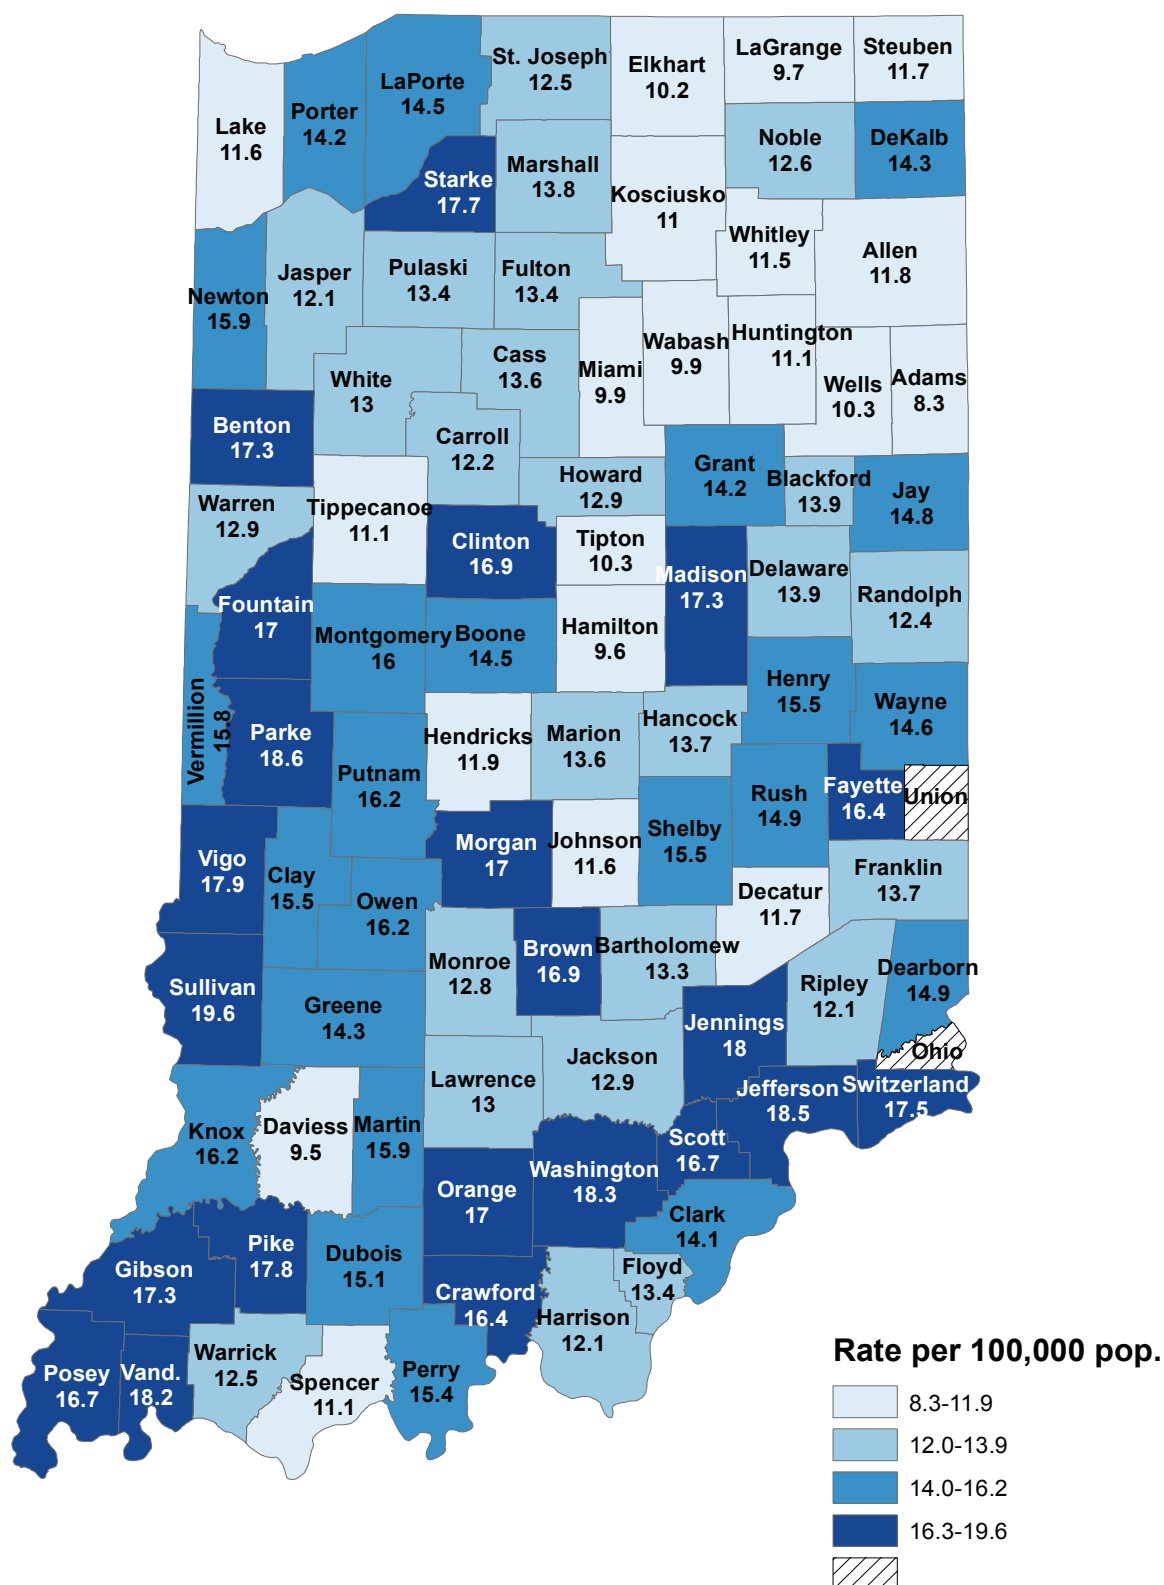 LaGrange
9.7
Steuben
11.7
St. Joseph
12.5
Elkhart
10.2
LaPorte
14.5
Porter
14.2
Lake
11.6
Noble
12.6
DeKalb
14.3
Marshall
13.8
Starke
17.7
Kosciusko
11
Whitley
11.5
Allen
11.8
Jasper
12.1
Pulaski
13.4
Fulton
13.4
Newton
15.9
Huntington
11.1
Wabash
9.9
Cass
13.6
Miami
9.9
White
13
Wells
10.3
Adams
8.3
Benton
17.3
Carroll
12.2
Grant
14.2
Howard
12.9
Blackford
13.9
Jay
14.8
Warren
12.9
Tippecanoe
11.1
Clinton
16.9
Tipton
10.3
Madison
17.3
Delaware
13.9
Randolph
12.4
Fountain
17
Montgomery
16
Boone
14.5
Hamilton
9.6
Henry
15.5
Wayne
14.6
Vermillion
15.8
Parke
18.6
Hendricks
11.9
Marion
13.6
Hancock
13.7
Putnam
16.2
Rush
14.9
Fayette
16.4
Union
Shelby
15.5
Morgan
17
Johnson
11.6
Vigo
17.9
Clay
15.5
Franklin
13.7
Decatur
11.7
Owen
16.2
Monroe
12.8
Brown
16.9
Bartholomew
13.3
Dearborn
14.9
Ripley
12.1
Sullivan
19.6
Greene
14.3
Jennings
18
Ohio
Jackson
12.9
Lawrence
13
Jefferson
18.5
Switzerland
17.5
Knox
16.2
Daviess
9.5
Martin
15.9
Scott
16.7
Washington
18.3
Orange
17
Clark
14.1
Pike
17.8
Dubois
15.1
Gibson
17.3
Floyd
13.4
Crawford
16.4
Harrison
12.1
Warrick
12.5
Posey
16.7
Vand.
18.2
Spencer
11.1
Perry
15.4
Rate per 100,000 pop.
8.3-11.9
12.0-13.9
14.0-16.2
16.3-19.6